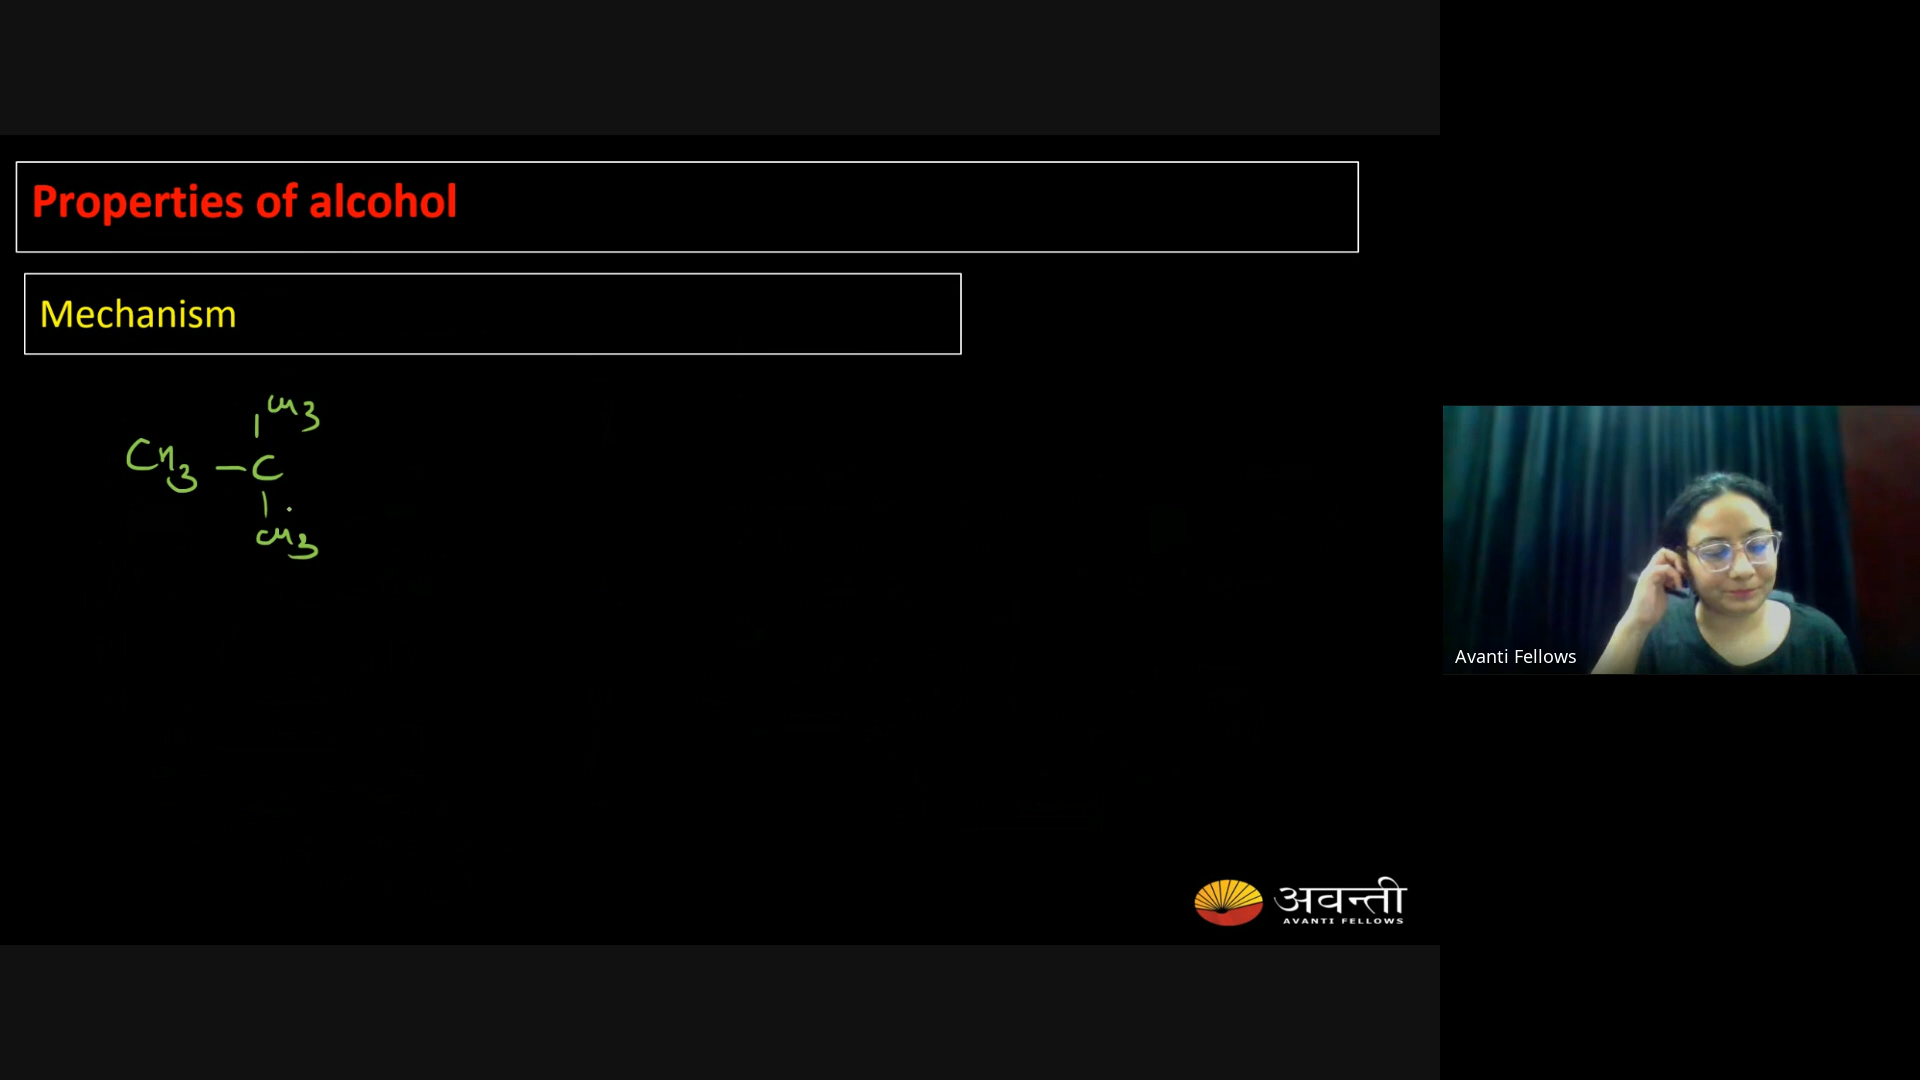 Properties of alcohol
Mechanism
CH3
CH3 – C
CH3
Avanti Fellows
अवन्ती
AVANTI FELLOWS